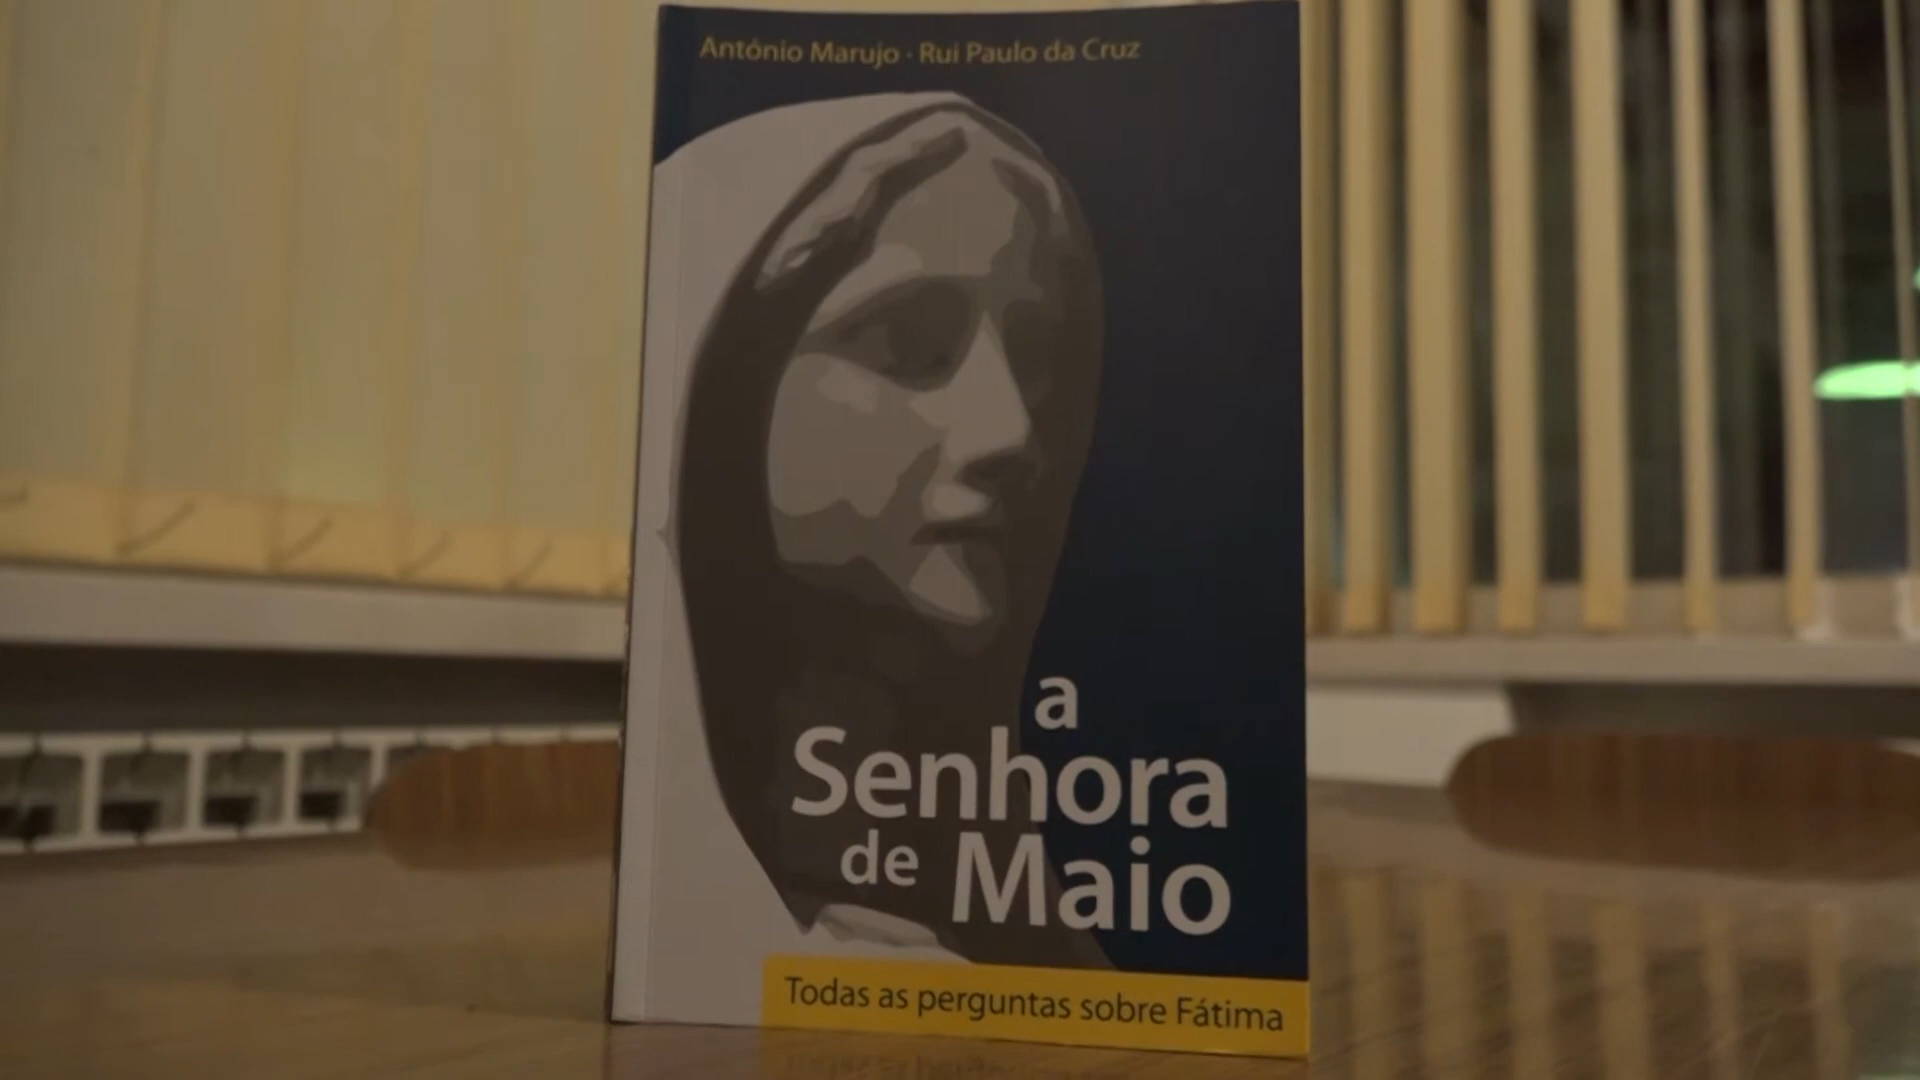 António Marujo · Rui Paulo da Cruz
a
Senhora
de Maio
Todas as perguntas sobre Fátima